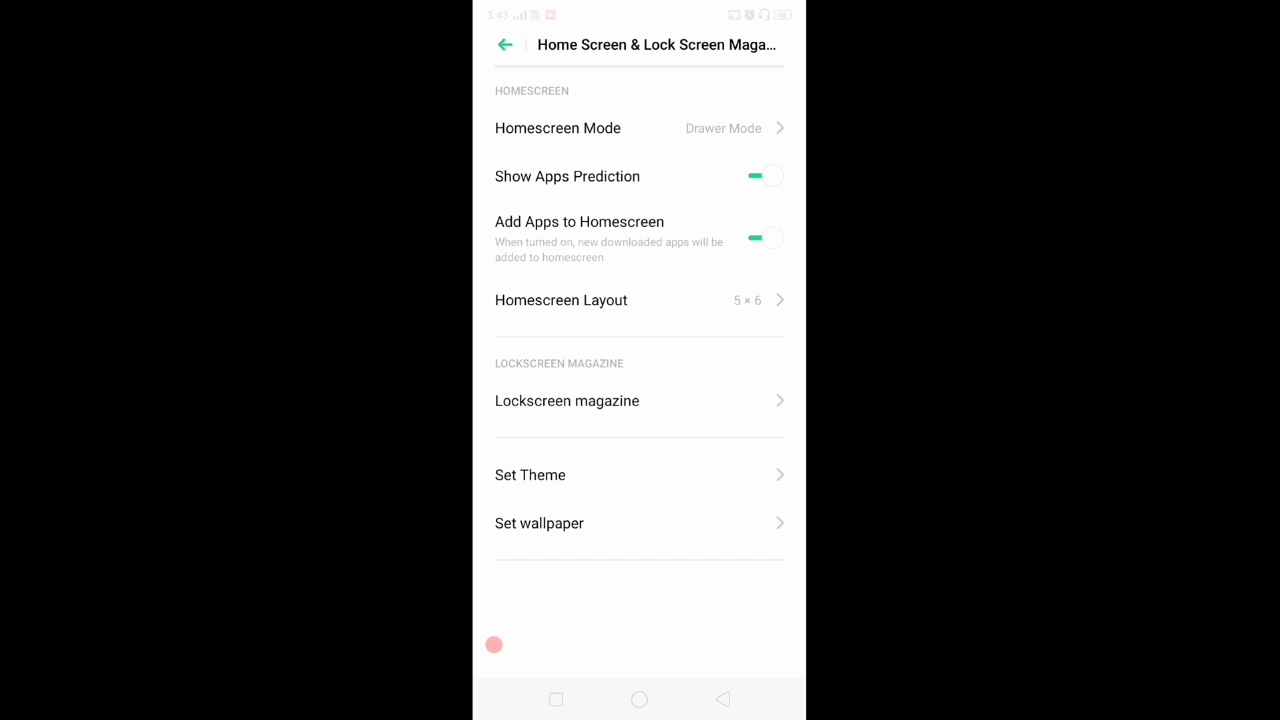 3:43
Home Screen & Lock Screen Maga...
HOMESCREEN
Homescreen Mode Drawer Mode
Show Apps Prediction
Add Apps to Homescreen
When turned on, new downloaded apps will be
added to homescreen
Homescreen Layout 5 × 6
LOCKSCREEN MAGAZINE
Lockscreen magazine
Set Theme
Set wallpaper